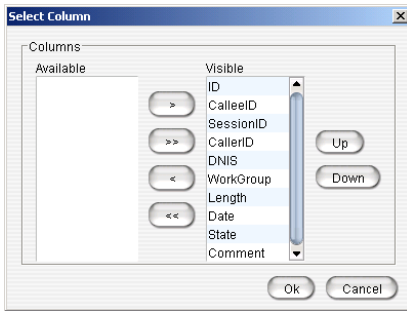 Select Column
Columns
Available
Visible
ID
CalleeID
SessionID
CallerID
DNIS
WorkGroup
Length
Date
State
Comment
>
>>
<
<<
Up
Down
Ok
Cancel